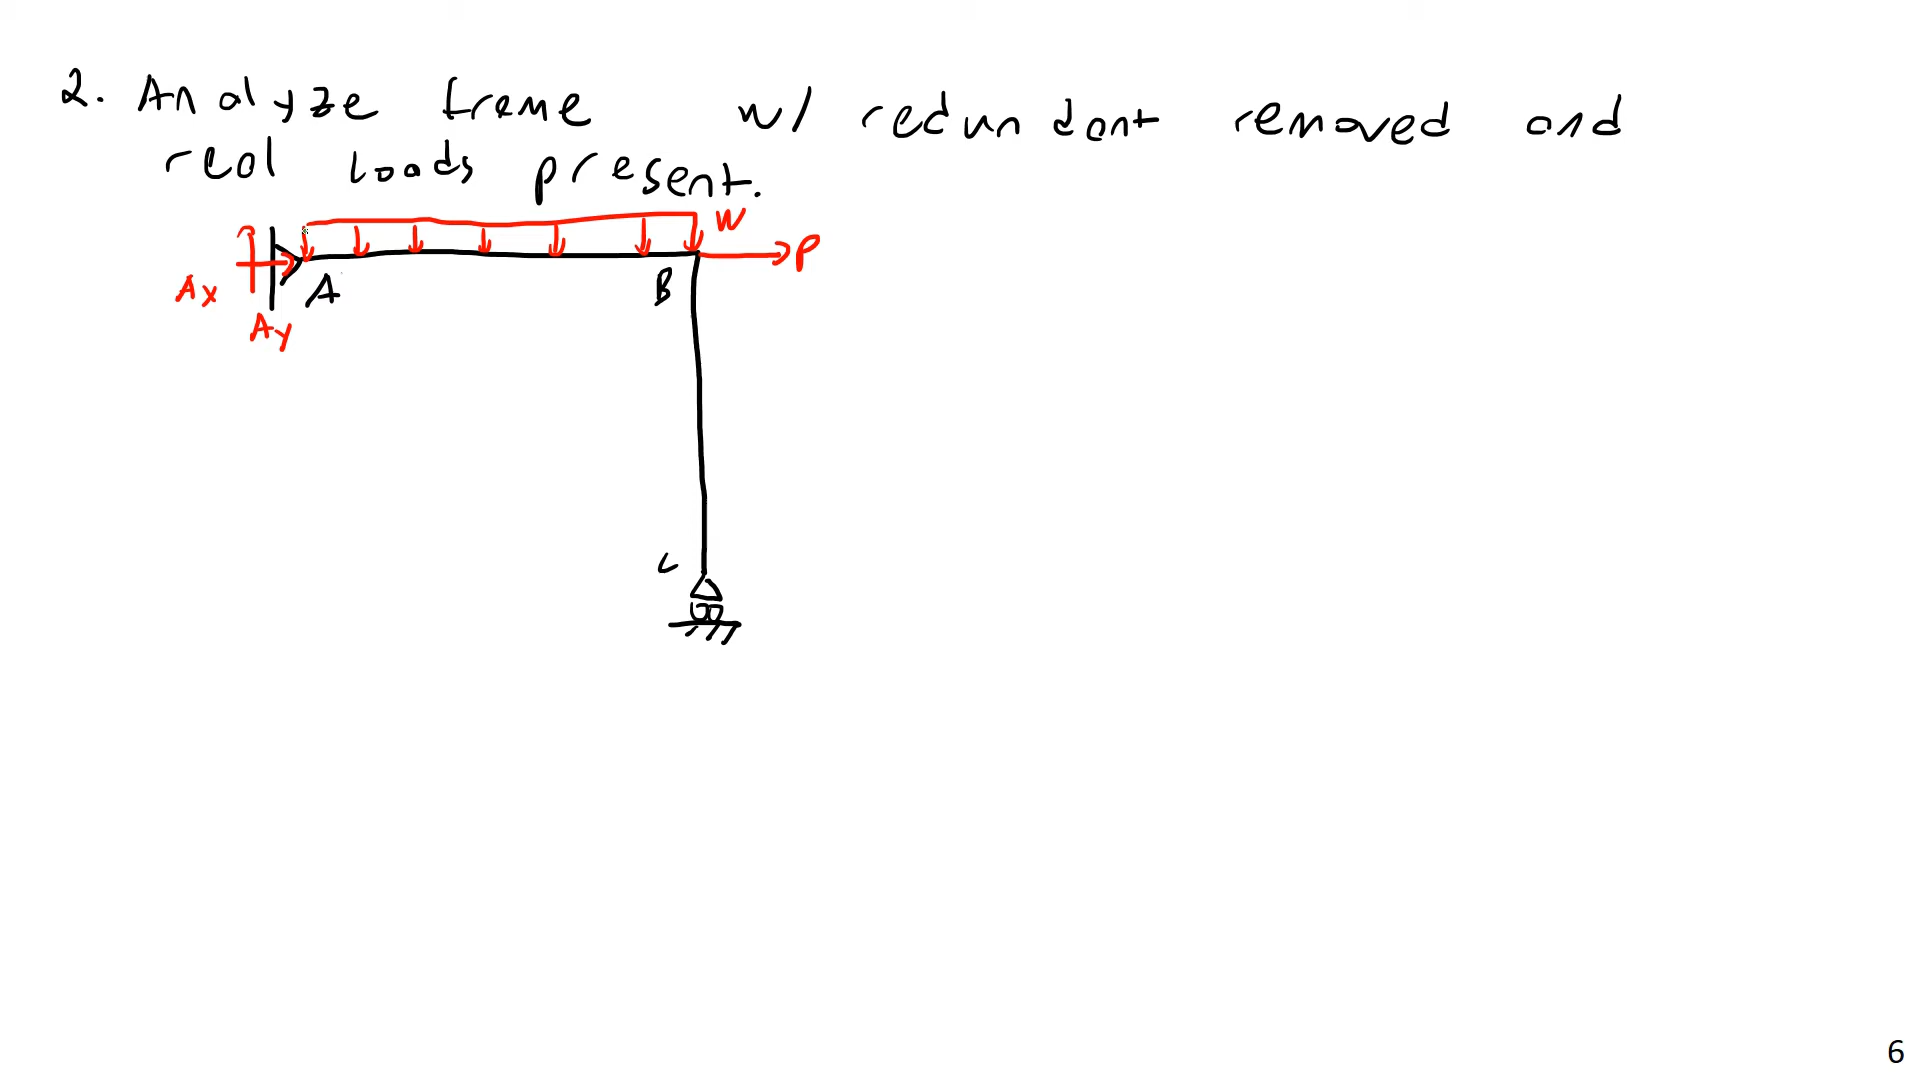 2. Analyze frame w/ redundant removed and
real loads present.
w
P
Ax
A
B
Ay
C
6